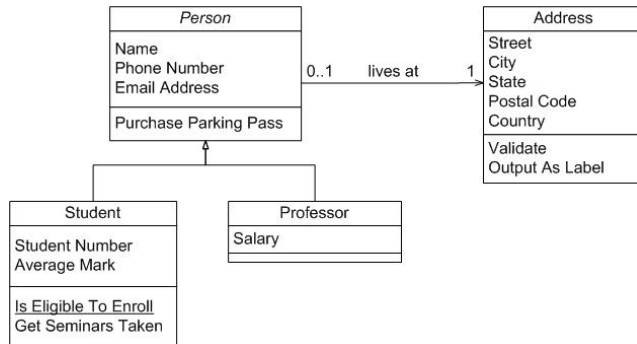 Person
Name
Phone Number
Email Address
Purchase Parking Pass
0..1 lives at 1
Address
Street
City
State
Postal Code
Country
Validate
Output As Label
Student
Student Number
Average Mark
Is Eligible To Enroll
Get Seminars Taken
Professor
Salary